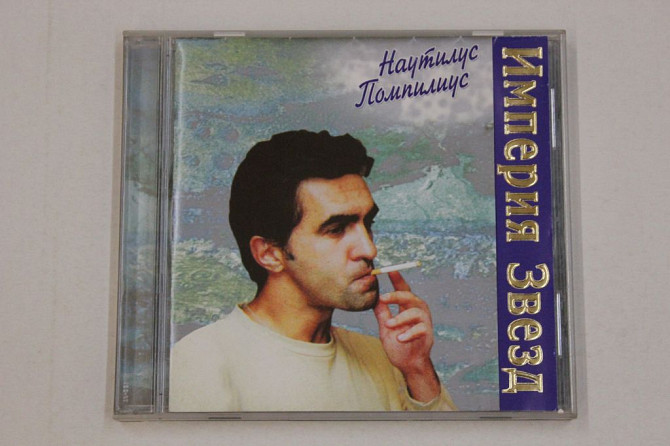 Наутилус
Помпилиус
Империя Звезд